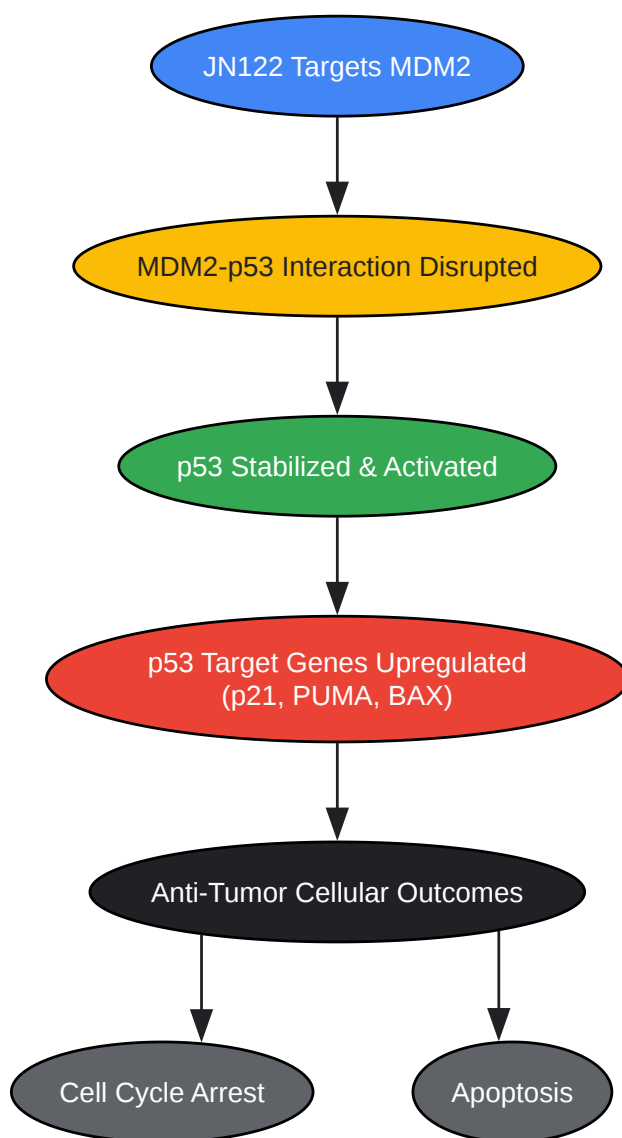 JN122 Targets MDM2
MDM2-p53 Interaction Disrupted
p53 Stabilized & Activated
p53 Target Genes Upregulated
(p21, PUMA, BAX)
Anti-Tumor Cellular Outcomes
Cell Cycle Arrest
Apoptosis